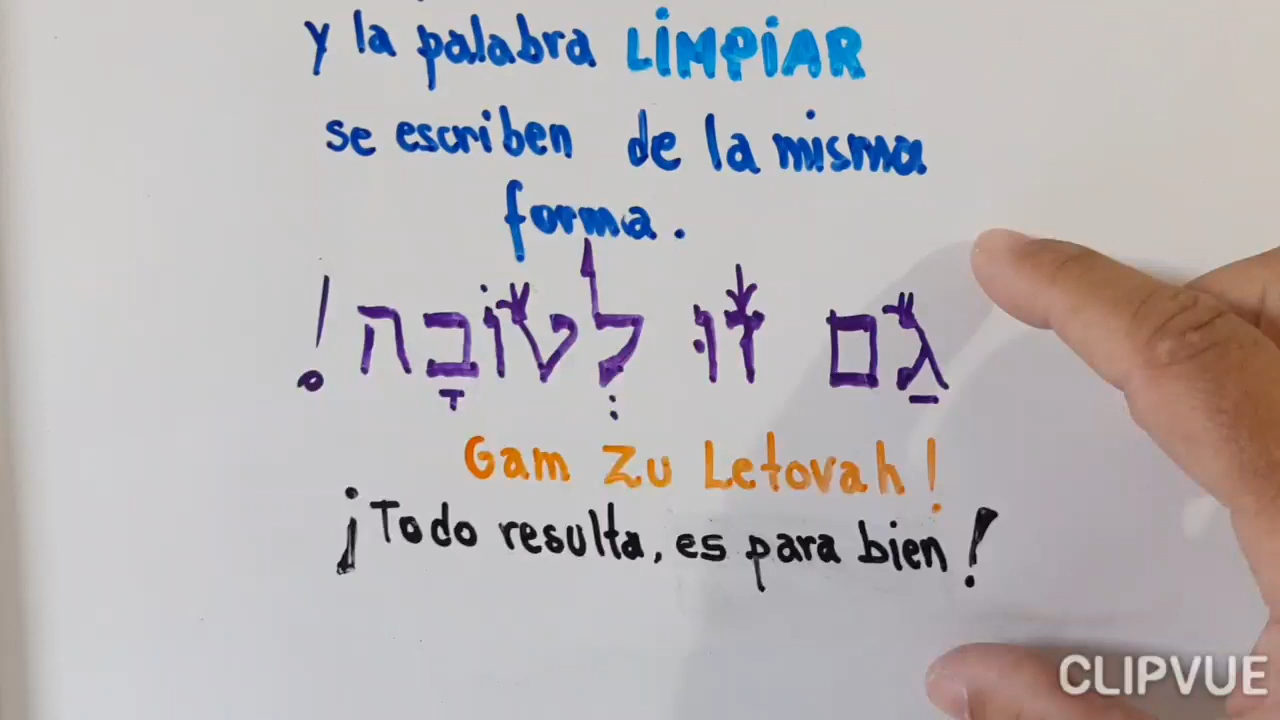 y la palabra LIMPIAR
se escriben de la misma
forma.
גַּם זוּ לְטוֹבָה!
Gam Zu Letovah!
¡Todo resulta, es para bien!
CLIPVUE